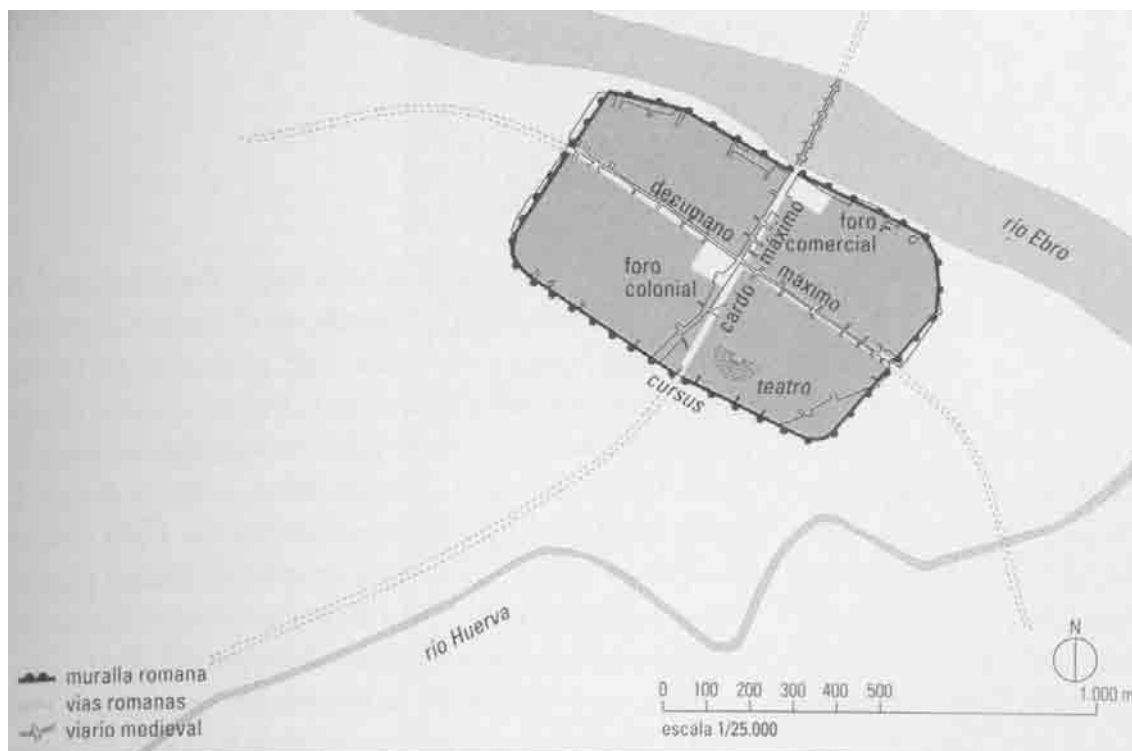 río Ebro
decumano
máximo
foro
comercial
foro
colonial
máximo
cardo
teatro
cursus
río Huerva
N
muralla romana
vias romanas
viario medieval
0 100 200 300 400 500 1.000 m
escala 1/25.000